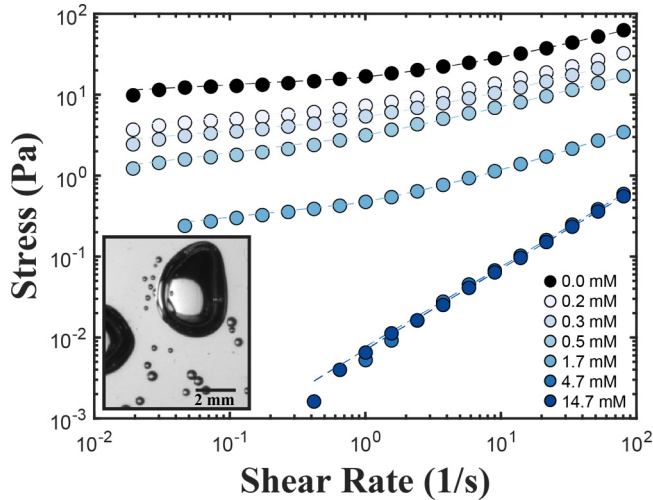 10^2
10^1
10^0
10^-1
10^-2
10^-3
Stress (Pa)
0.0 mM
0.2 mM
0.3 mM
0.5 mM
1.7 mM
4.7 mM
14.7 mM
2 mm
10^-2
10^-1
10^0
10^1
10^2
Shear Rate (1/s)